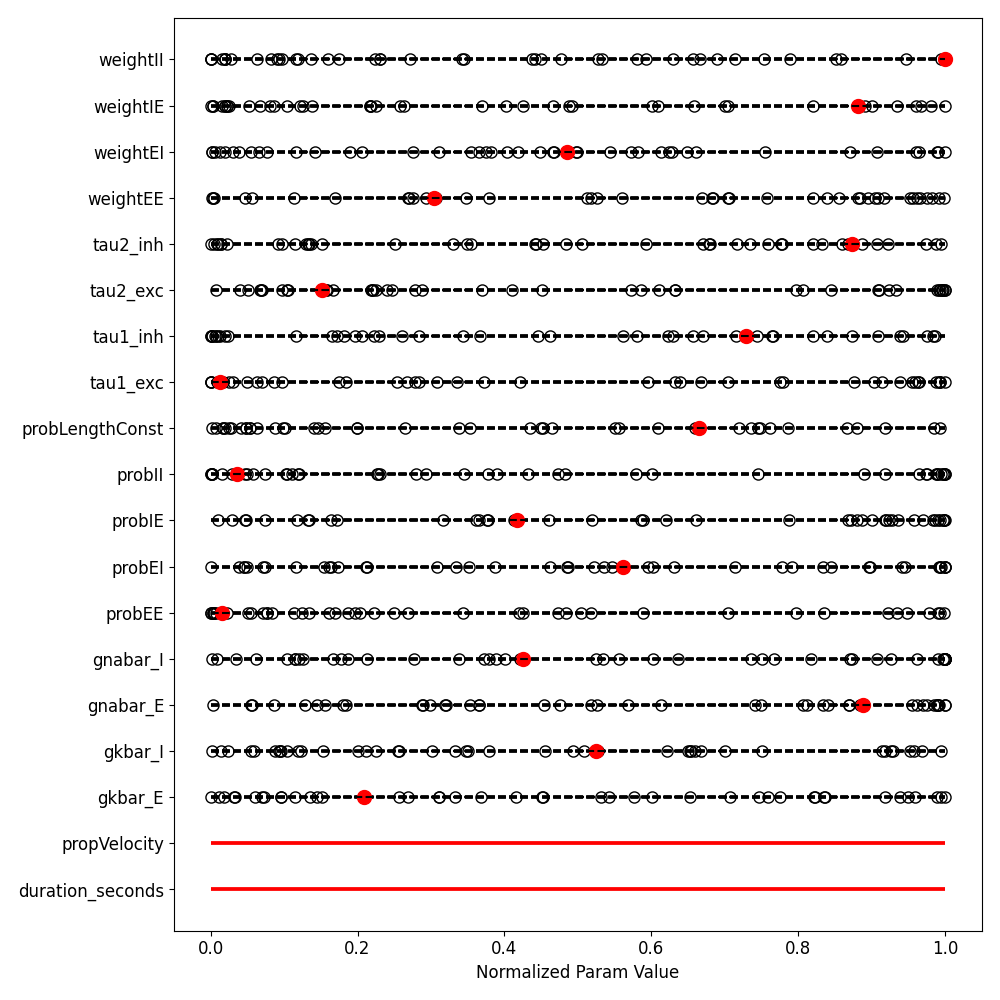 weightII
weightIE
weightEI
weightEE
tau2_inh
tau2_exc
tau1_inh
tau1_exc
probLengthConst
probII
probIE
probEI
probEE
gnabar_I
gnabar_E
gkbar_I
gkbar_E
propVelocity
duration_seconds
0.0 0.2 0.4 0.6 0.8 1.0
Normalized Param Value